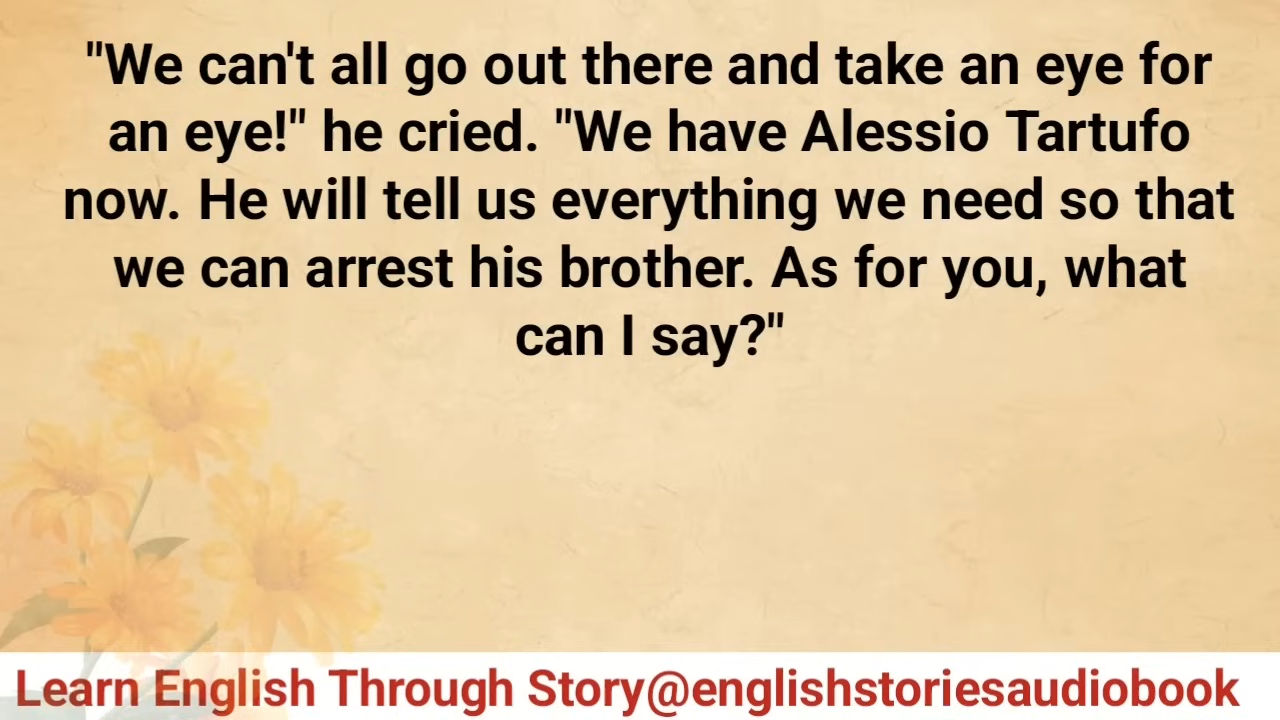 "We can't all go out there and take an eye for
an eye!" he cried. "We have Alessio Tartufo
now. He will tell us everything we need so that
we can arrest his brother. As for you, what
can I say?"
Learn English Through Story@englishstoriesaudiobook